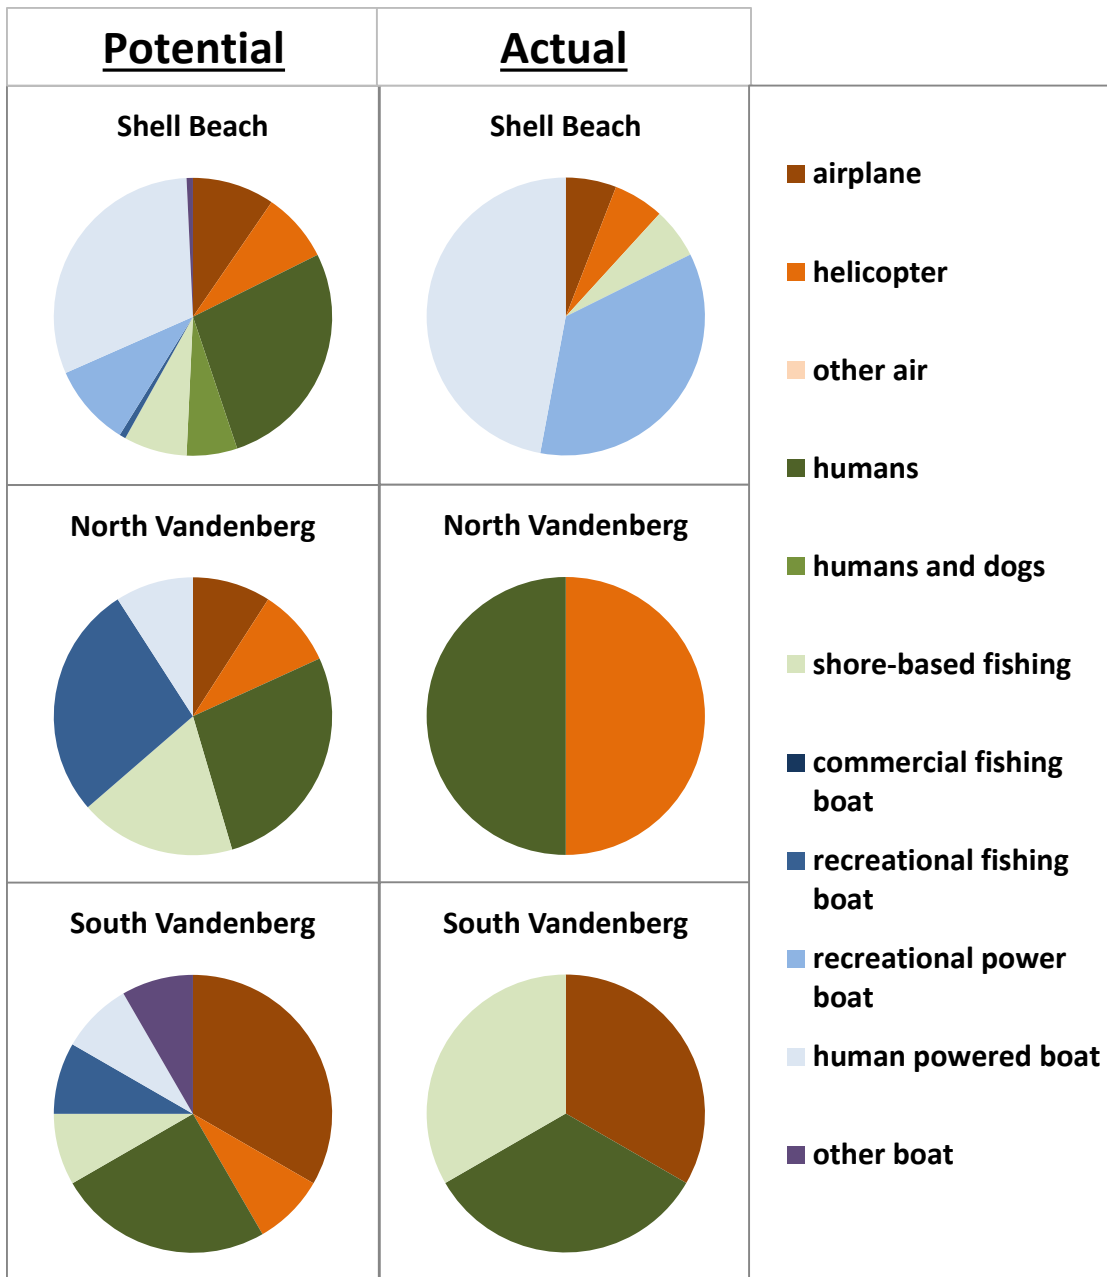 Potential
Actual
Shell Beach
Shell Beach
North Vandenberg
North Vandenberg
South Vandenberg
South Vandenberg
airplane
helicopter
other air
humans
humans and dogs
shore-based fishing
commercial fishing
boat
recreational fishing
boat
recreational power
boat
human powered boat
other boat